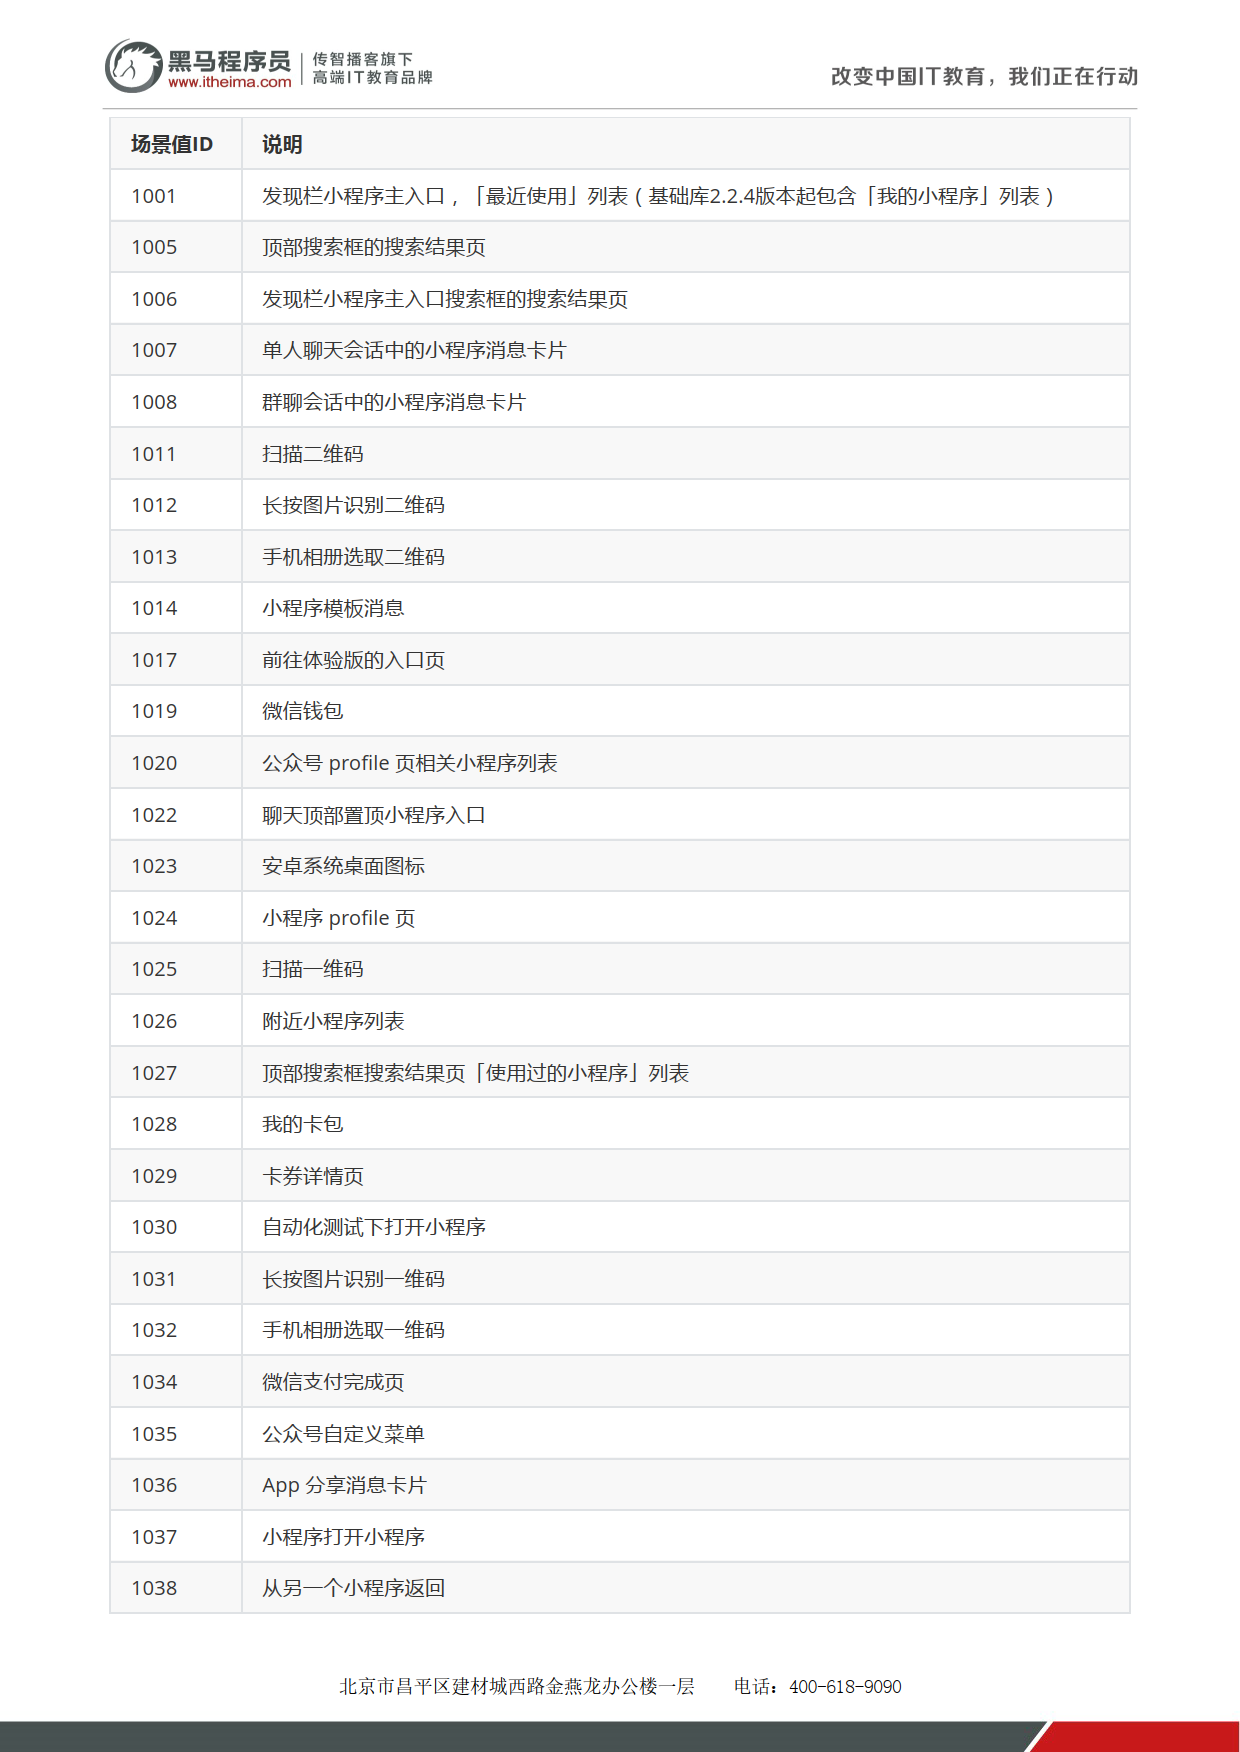 黑马程序员
www.itheima.com
传智播客旗下
高端IT教育品牌
改变中国IT教育，我们正在行动
场景值ID 说明
1001 发现栏小程序主入口，「最近使用」列表（基础库2.2.4版本起包含「我的小程序」列表）
1005 顶部搜索框的搜索结果页
1006 发现栏小程序主入口搜索框的搜索结果页
1007 单人聊天会话中的小程序消息卡片
1008 群聊会话中的小程序消息卡片
1011 扫描二维码
1012 长按图片识别二维码
1013 手机相册选取二维码
1014 小程序模板消息
1017 前往体验版的入口页
1019 微信钱包
1020 公众号 profile 页相关小程序列表
1022 聊天顶部置顶小程序入口
1023 安卓系统桌面图标
1024 小程序 profile 页
1025 扫描一维码
1026 附近小程序列表
1027 顶部搜索框搜索结果页「使用过的小程序」列表
1028 我的卡包
1029 卡券详情页
1030 自动化测试下打开小程序
1031 长按图片识别一维码
1032 手机相册选取一维码
1034 微信支付完成页
1035 公众号自定义菜单
1036 App 分享消息卡片
1037 小程序打开小程序
1038 从另一个小程序返回
北京市昌平区建材城西路金燕龙办公楼一层 电话：400-618-9090